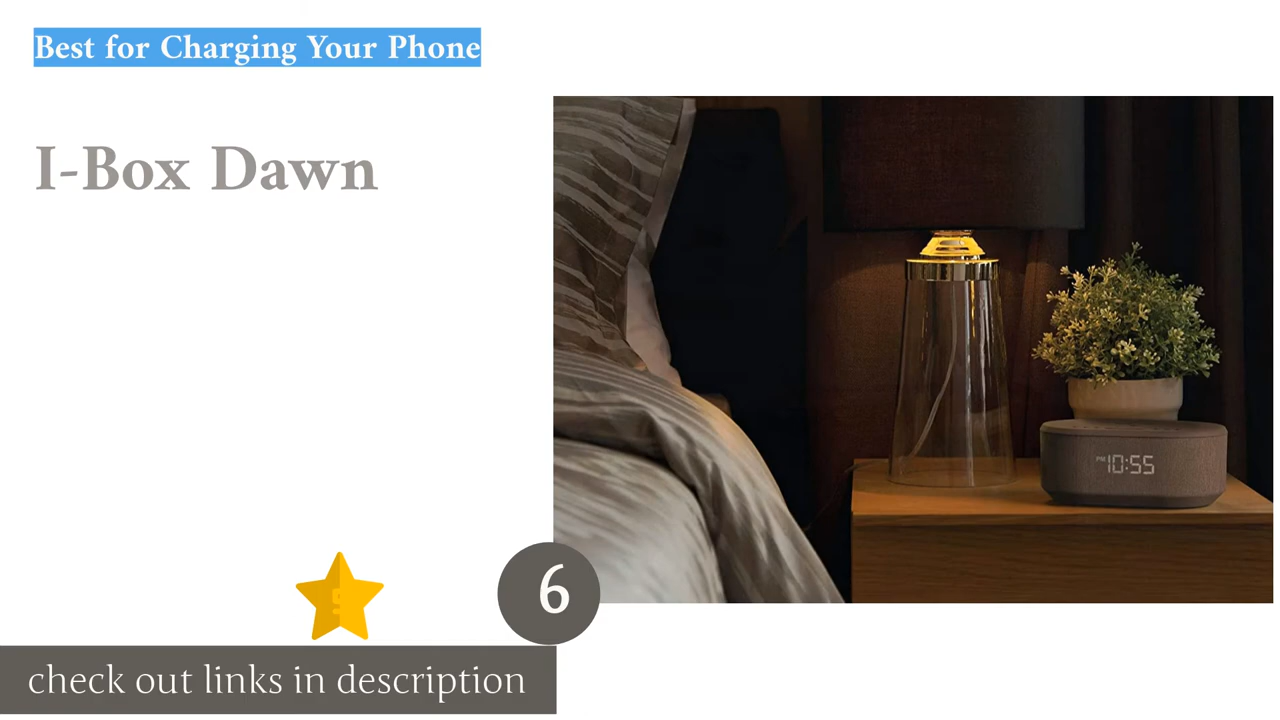 Best for Charging Your Phone
I-Box Dawn
PM 10:55
6
check out links in description